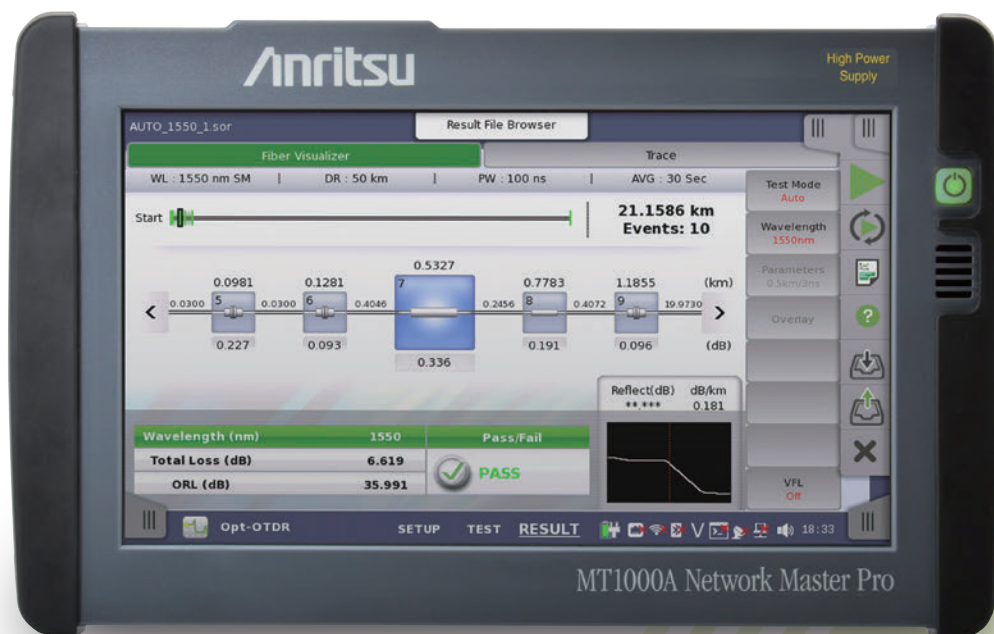 Anritsu
High Power
Supply
AUTO_1550_1.sor
Result File Browser
Fiber Visualizer
Trace
WL : 1550 nm SM | DR : 50 km | PW : 100 ns | AVG : 30 Sec
Start
21.1586 km
Events: 10
0.0981 0.1281 0.5327 0.7783 1.1855 (km)
0.0300 5 0.0300 6 0.4046 7 0.2456 8 0.4072 9 19.9730
0.227 0.093 0.336 0.191 0.096 (dB)
Reflect(dB) dB/km
**.*** 0.181
Wavelength (nm) 1550 Pass/Fail
Total Loss (dB) 6.619
PASS
ORL (dB) 35.991
Test Mode
Auto
Wavelength
1550nm
Parameters
0.5km/3ns
Overlay
VFL
Off
Opt-OTDR SETUP TEST RESULT V 18:33
MT1000A Network Master Pro